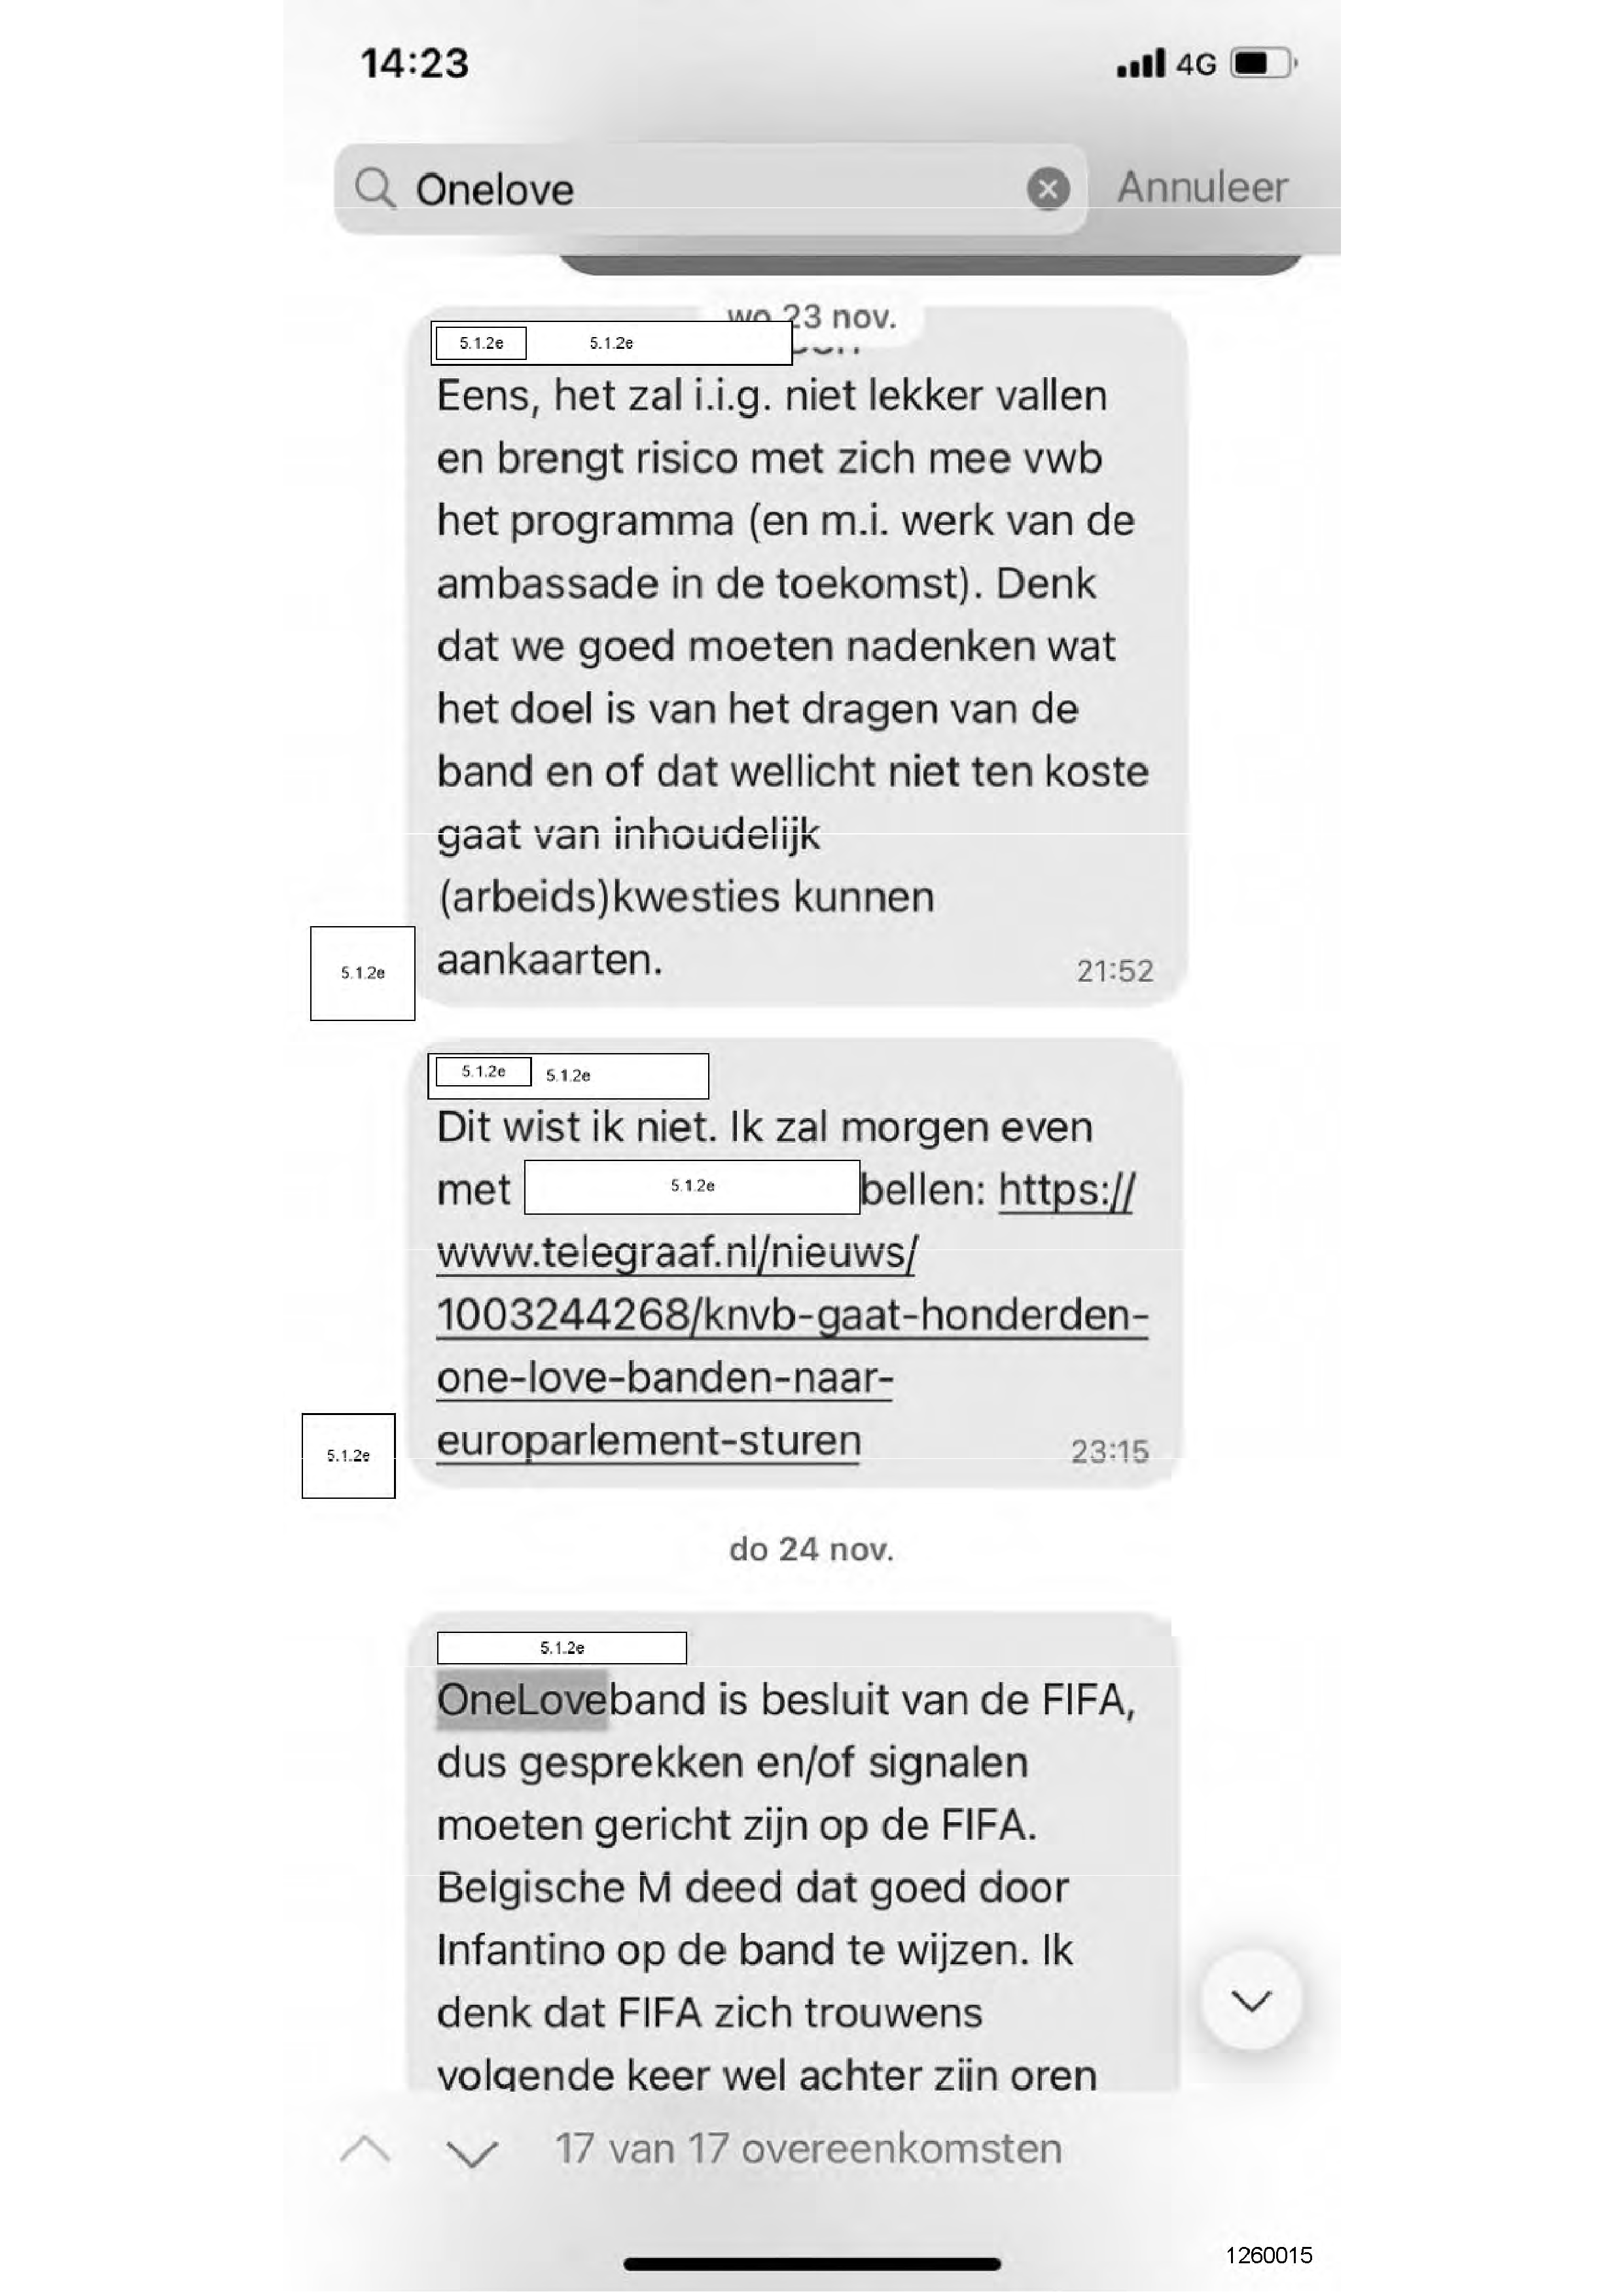 14:23
4G
Onelove
Annuleer
wo 23 nov.
5.1.2e 5.1.2e
Eens, het zal i.i.g. niet lekker vallen
en brengt risico met zich mee vwb
het programma (en m.i. werk van de
ambassade in de toekomst). Denk
dat we goed moeten nadenken wat
het doel is van het dragen van de
band en of dat wellicht niet ten koste
gaat van inhoudelijk
(arbeids)kwesties kunnen
aankaarten.
21:52
5.1.2e
5.1.2e 5.1.2e
Dit wist ik niet. Ik zal morgen even
met 5.1.2e bellen: https://
www.telegraaf.nl/nieuws/
1003244268/knvb-gaat-honderden-
one-love-banden-naar-
europarlement-sturen
23:15
5.1.2e
do 24 nov.
5.1.2e
OneLoveband is besluit van de FIFA,
dus gesprekken en/of signalen
moeten gericht zijn op de FIFA.
Belgische M deed dat goed door
Infantino op de band te wijzen. Ik
denk dat FIFA zich trouwens
volgende keer wel achter zijn oren
17 van 17 overeenkomsten
1260015